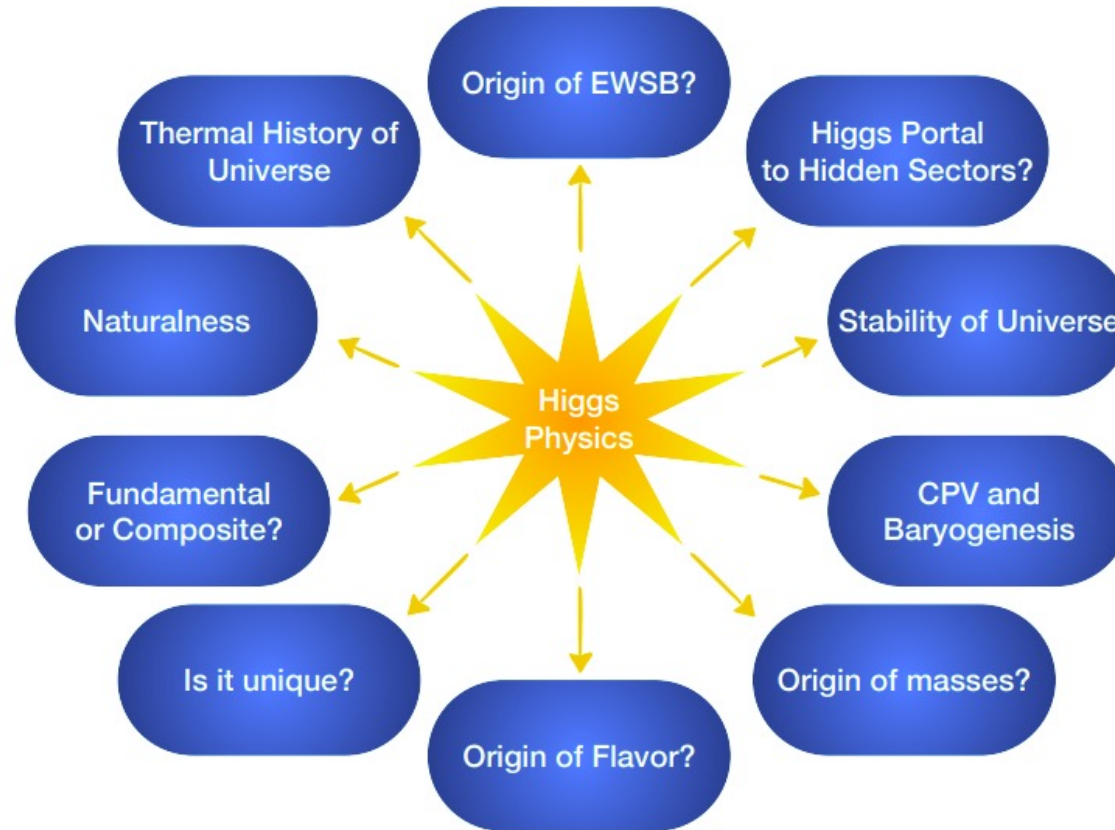 Origin of EWSB?
Thermal History of
Universe
Higgs Portal
to Hidden Sectors?
Naturalness
Stability of Universe
Higgs
Physics
Fundamental
or Composite?
CPV and
Baryogenesis
Is it unique?
Origin of masses?
Origin of Flavor?